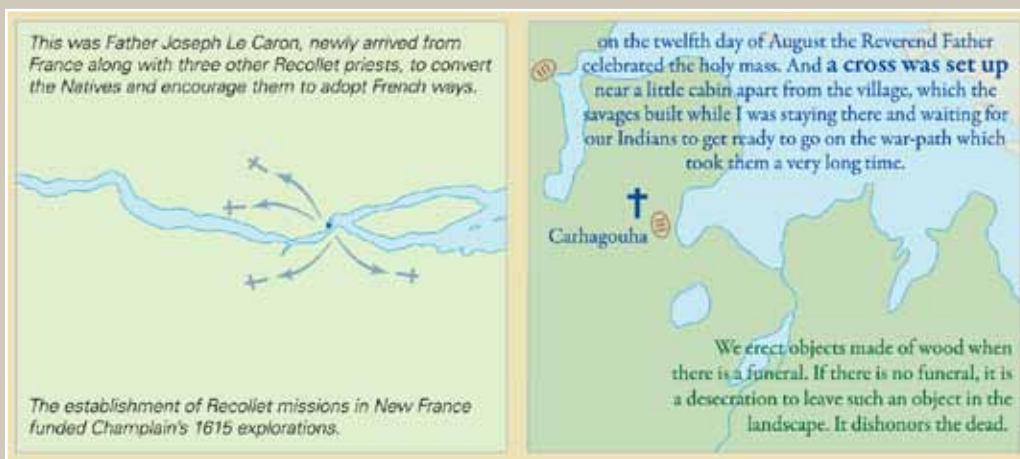 This was Father Joseph Le Caron, newly arrived from
France along with three other Recollet priests, to convert
the Natives and encourage them to adopt French ways.
The establishment of Recollet missions in New France
funded Champlain's 1615 explorations.
on the twelfth day of August the Reverend Father
celebrated the holy mass. And a cross was set up
near a little cabin apart from the village, which the
savages built while I was staying there and waiting for
our Indians to get ready to go on the war-path which
took them a very long time.
Carhagouha
We erect objects made of wood when
there is a funeral. If there is no funeral, it is
a desecration to leave such an object in the
landscape. It dishonors the dead.